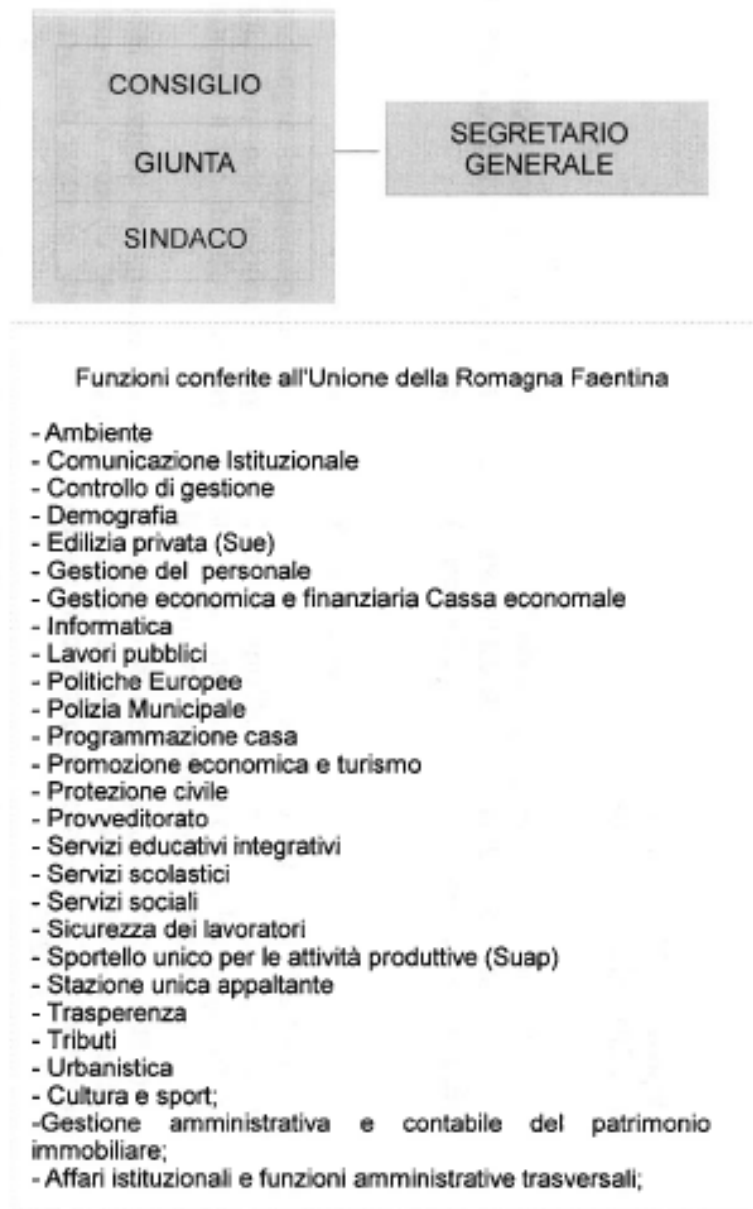 CONSIGLIO
GIUNTA
SINDACO
SEGRETARIO
GENERALE
Funzioni conferite all'Unione della Romagna Faentina
- Ambiente
- Comunicazione Istituzionale
- Controllo di gestione
- Demografia
- Edilizia privata (Sue)
- Gestione del personale
- Gestione economica e finanziaria Cassa economale
- Informatica
- Lavori pubblici
- Politiche Europee
- Polizia Municipale
- Programmazione casa
- Promozione economica e turismo
- Protezione civile
- Provveditorato
- Servizi educativi integrativi
- Servizi scolastici
- Servizi sociali
- Sicurezza dei lavoratori
- Sportello unico per le attività produttive (Suap)
- Stazione unica appaltante
- Trasperenza
- Tributi
- Urbanistica
- Cultura e sport;
-Gestione amministrativa e contabile del patrimonio
immobiliare;
- Affari istituzionali e funzioni amministrative trasversali;